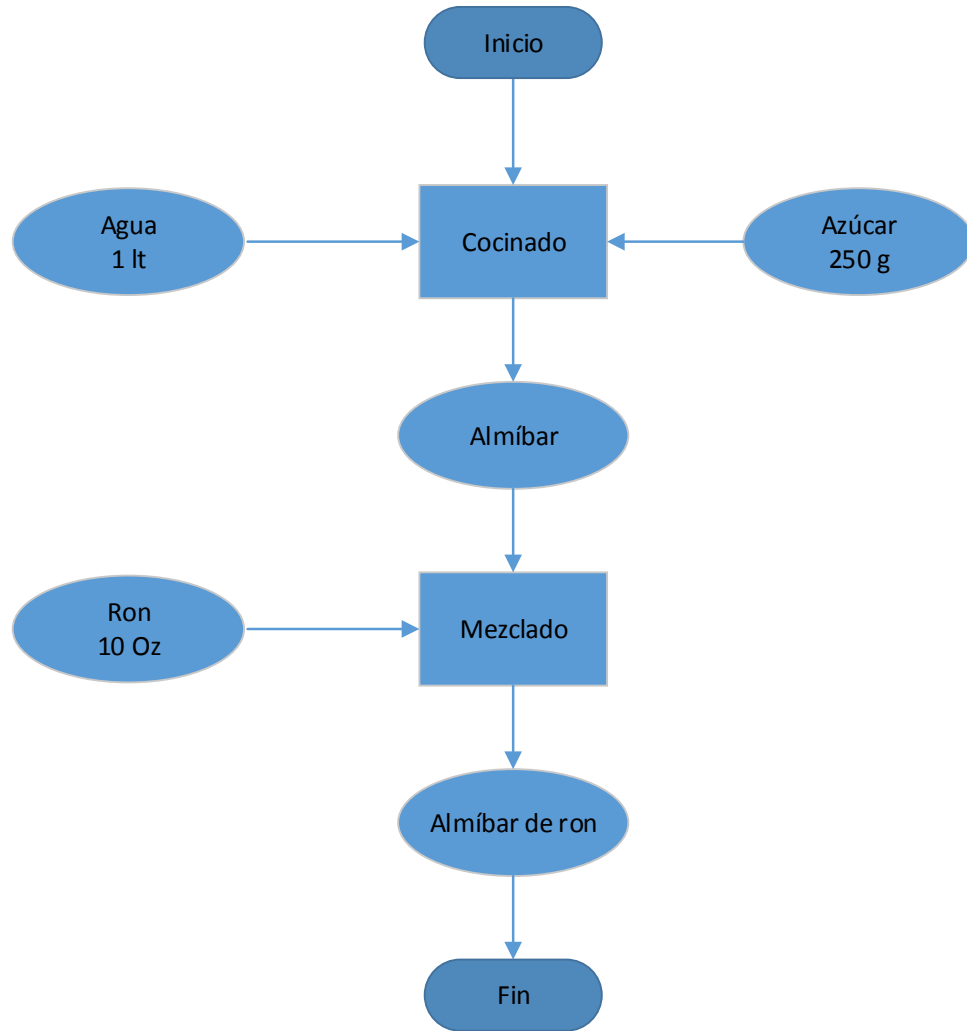 Inicio
Agua
1 lt
Cocinado
Azúcar
250 g
Almíbar
Ron
10 Oz
Mezclado
Almíbar de ron
Fin